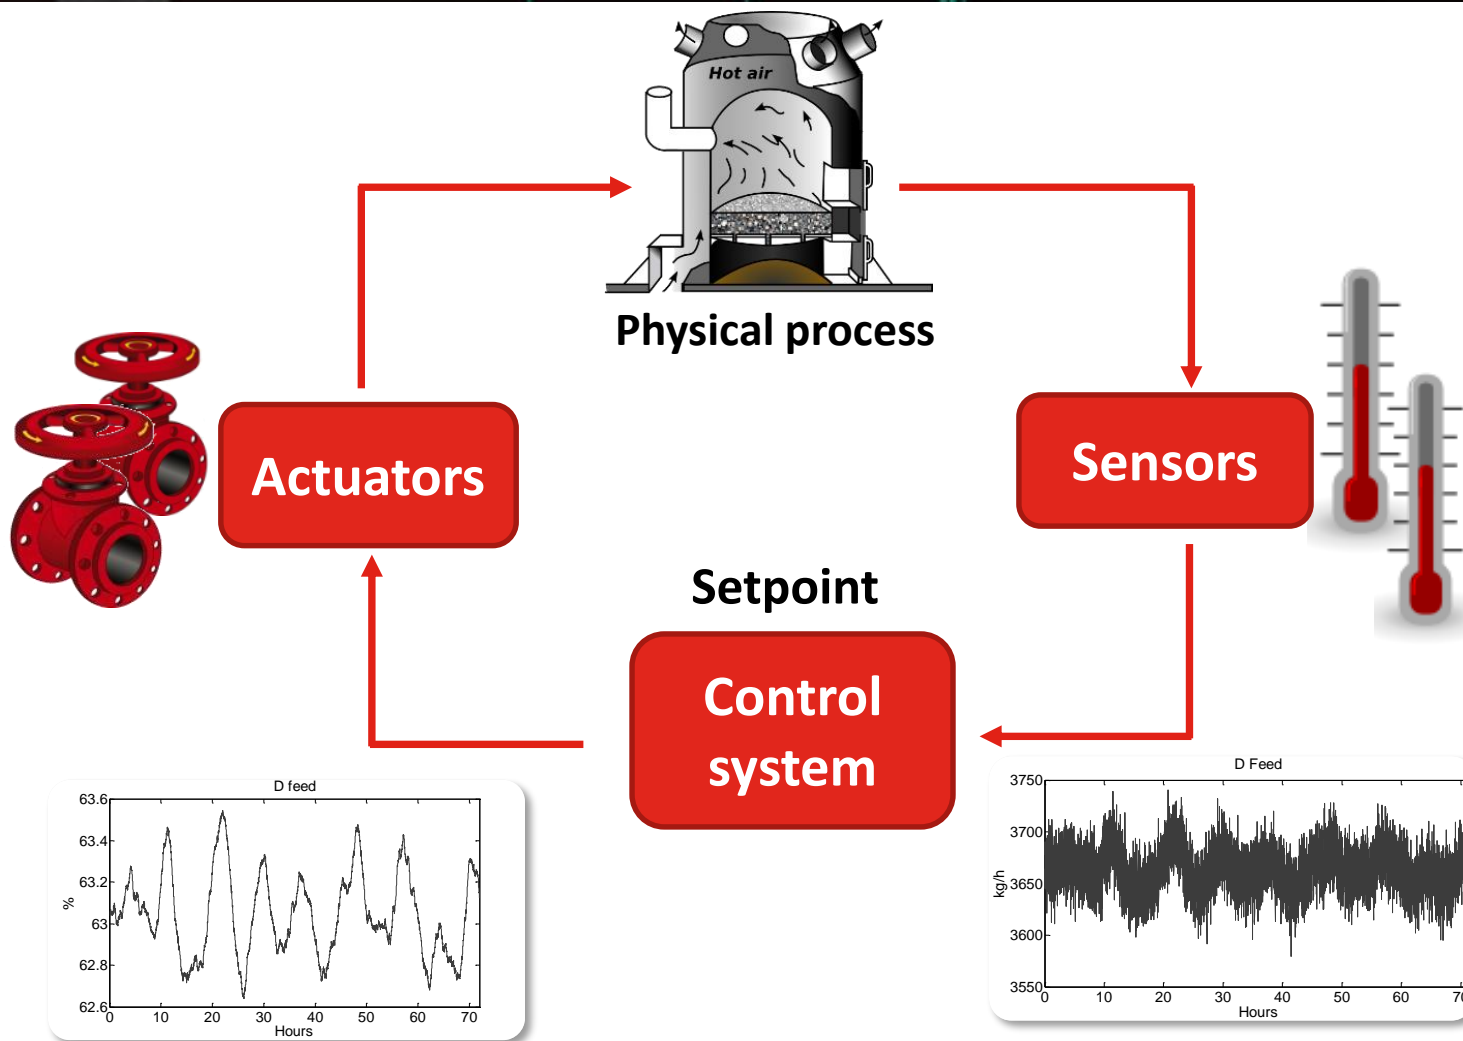 Hot air
Physical process
Actuators
Sensors
Setpoint
Control
system
D feed
63.6
63.4
63.2
63
62.8
62.6
%
0 10 20 30 40 50 60 70
Hours
D Feed
3750
3700
3650
3600
3550
kg/h
0 10 20 30 40 50 60 70
Hours